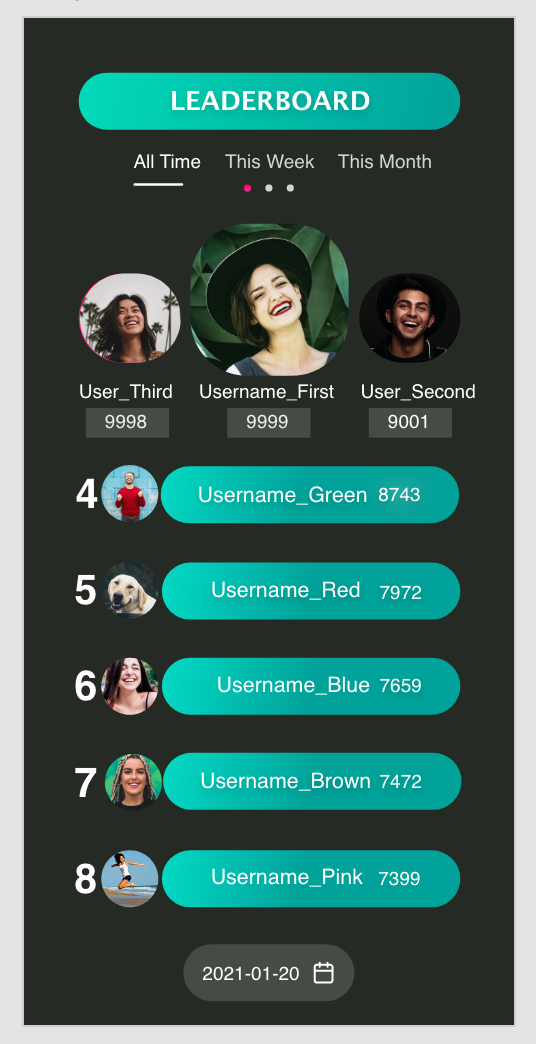 LEADERBOARD
All Time This Week This Month
User_Third Username_First User_Second
9998 9999 9001
4 Username_Green 8743
5 Username_Red 7972
6 Username_Blue 7659
7 Username_Brown 7472
8 Username_Pink 7399
2021-01-20